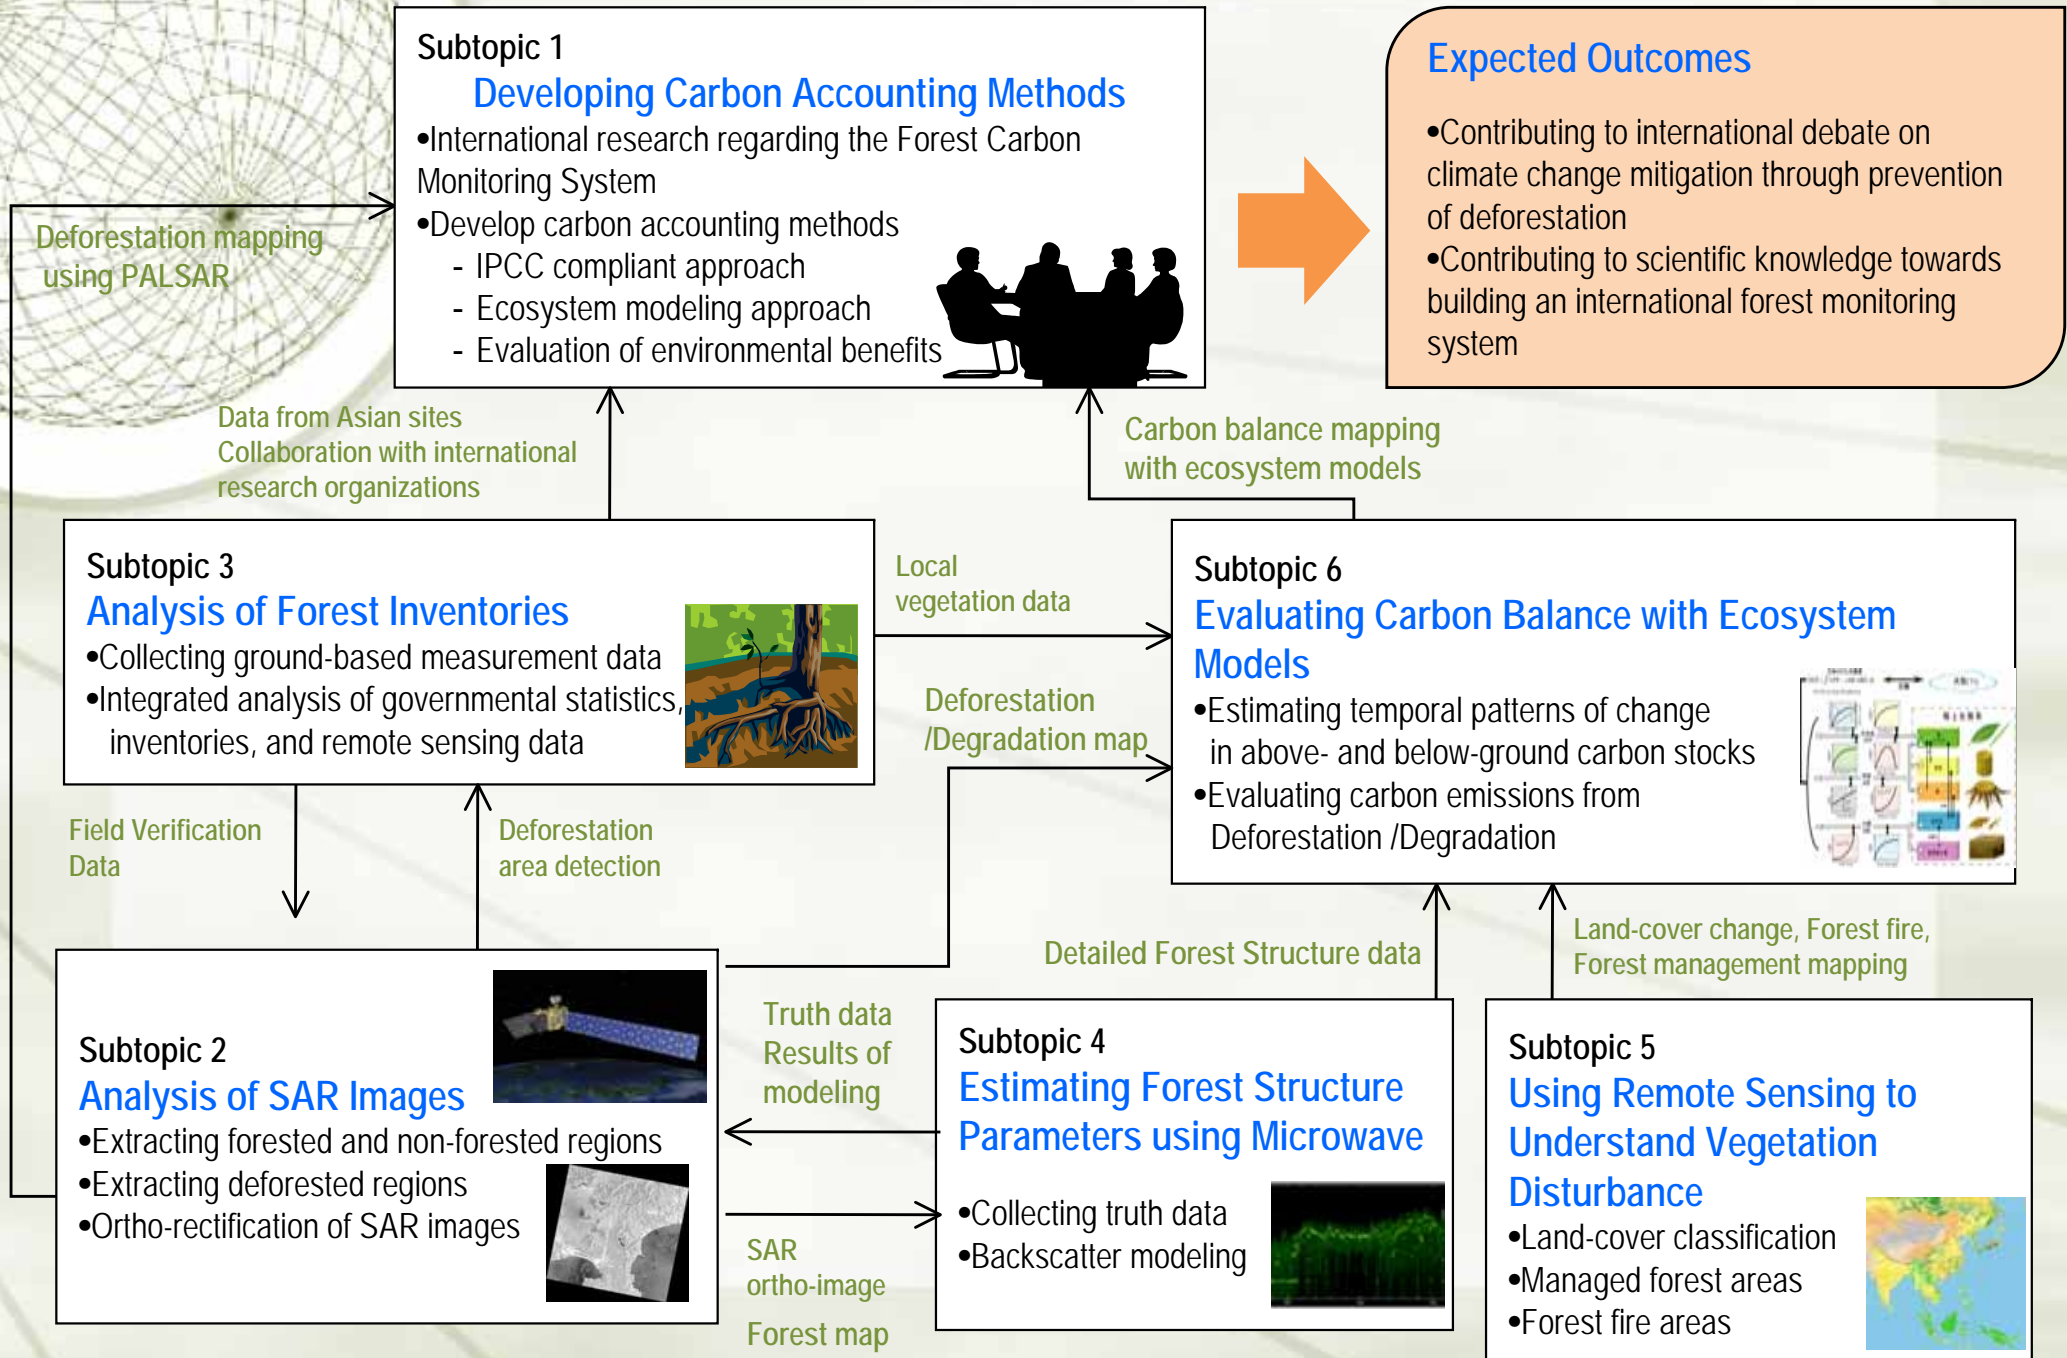 Subtopic 1
Developing Carbon Accounting Methods
•International research regarding the Forest Carbon
Monitoring System
•Develop carbon accounting methods
- IPCC compliant approach
- Ecosystem modeling approach
- Evaluation of environmental benefits
Expected Outcomes
•Contributing to international debate on
climate change mitigation through prevention
of deforestation
•Contributing to scientific knowledge towards
building an international forest monitoring
system
Deforestation mapping
using PALSAR
Data from Asian sites
Collaboration with international
research organizations
Carbon balance mapping
with ecosystem models
Subtopic 3
Analysis of Forest Inventories
•Collecting ground-based measurement data
•Integrated analysis of governmental statistics,
inventories, and remote sensing data
Local
vegetation data
Deforestation
/Degradation map
Subtopic 6
Evaluating Carbon Balance with Ecosystem
Models
•Estimating temporal patterns of change
in above- and below-ground carbon stocks
•Evaluating carbon emissions from
Deforestation /Degradation
Field Verification
Data
Deforestation
area detection
Detailed Forest Structure data
Land-cover change, Forest fire,
Forest management mapping
Subtopic 2
Analysis of SAR Images
•Extracting forested and non-forested regions
•Extracting deforested regions
•Ortho-rectification of SAR images
Truth data
Results of
modeling
SAR
ortho-image
Forest map
Subtopic 4
Estimating Forest Structure
Parameters using Microwave
•Collecting truth data
•Backscatter modeling
Subtopic 5
Using Remote Sensing to
Understand Vegetation
Disturbance
•Land-cover classification
•Managed forest areas
•Forest fire areas